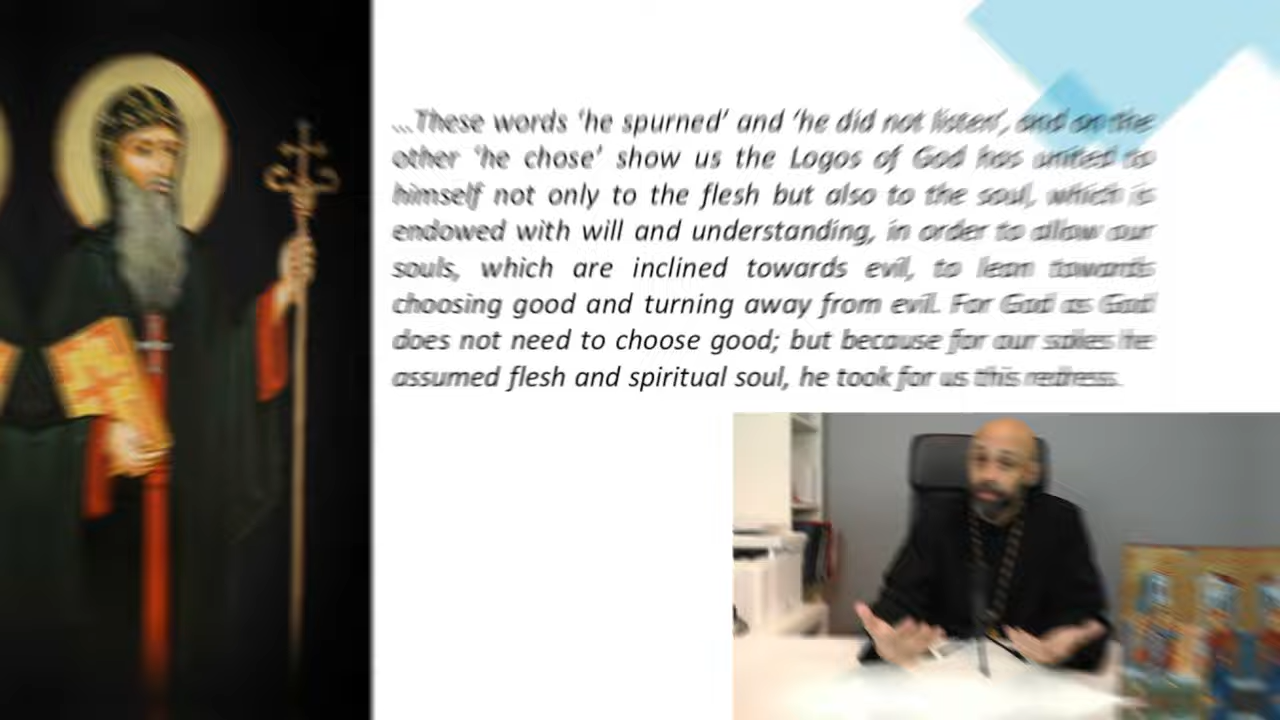 ...These words 'he spurned' and 'he did not listen', and on the
other 'he chose' show us the Logos of God has united to
himself not only to the flesh but also to the soul, which is
endowed with will and understanding, in order to allow our
souls, which are inclined towards evil, to lean towards
choosing good and turning away from evil. For God as God
does not need to choose good; but because for our sakes he
assumed flesh and spiritual soul, he took for us this redress.